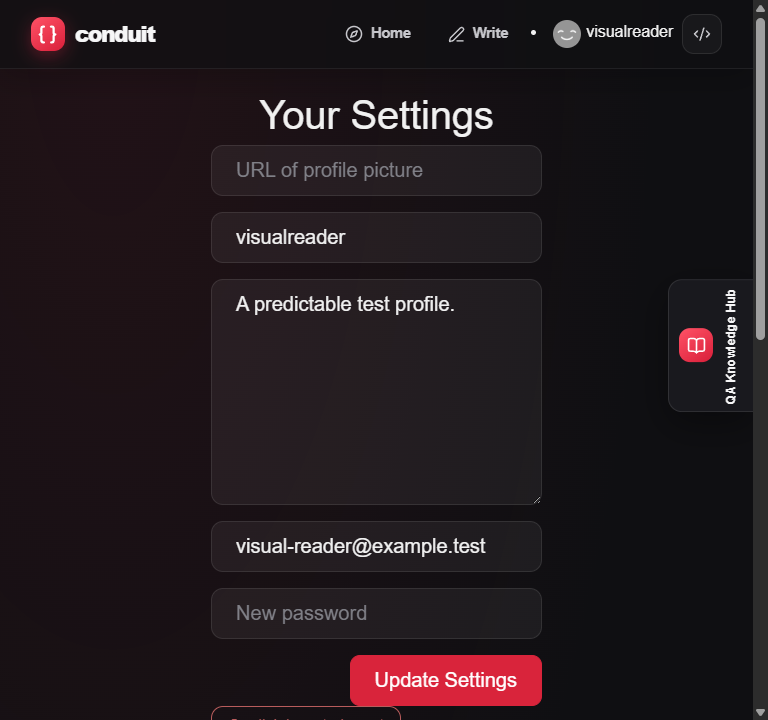 conduit
Home
Write
visualreader
Your Settings
URL of profile picture
visualreader
A predictable test profile.
QA Knowledge Hub
visual-reader@example.test
New password
Update Settings